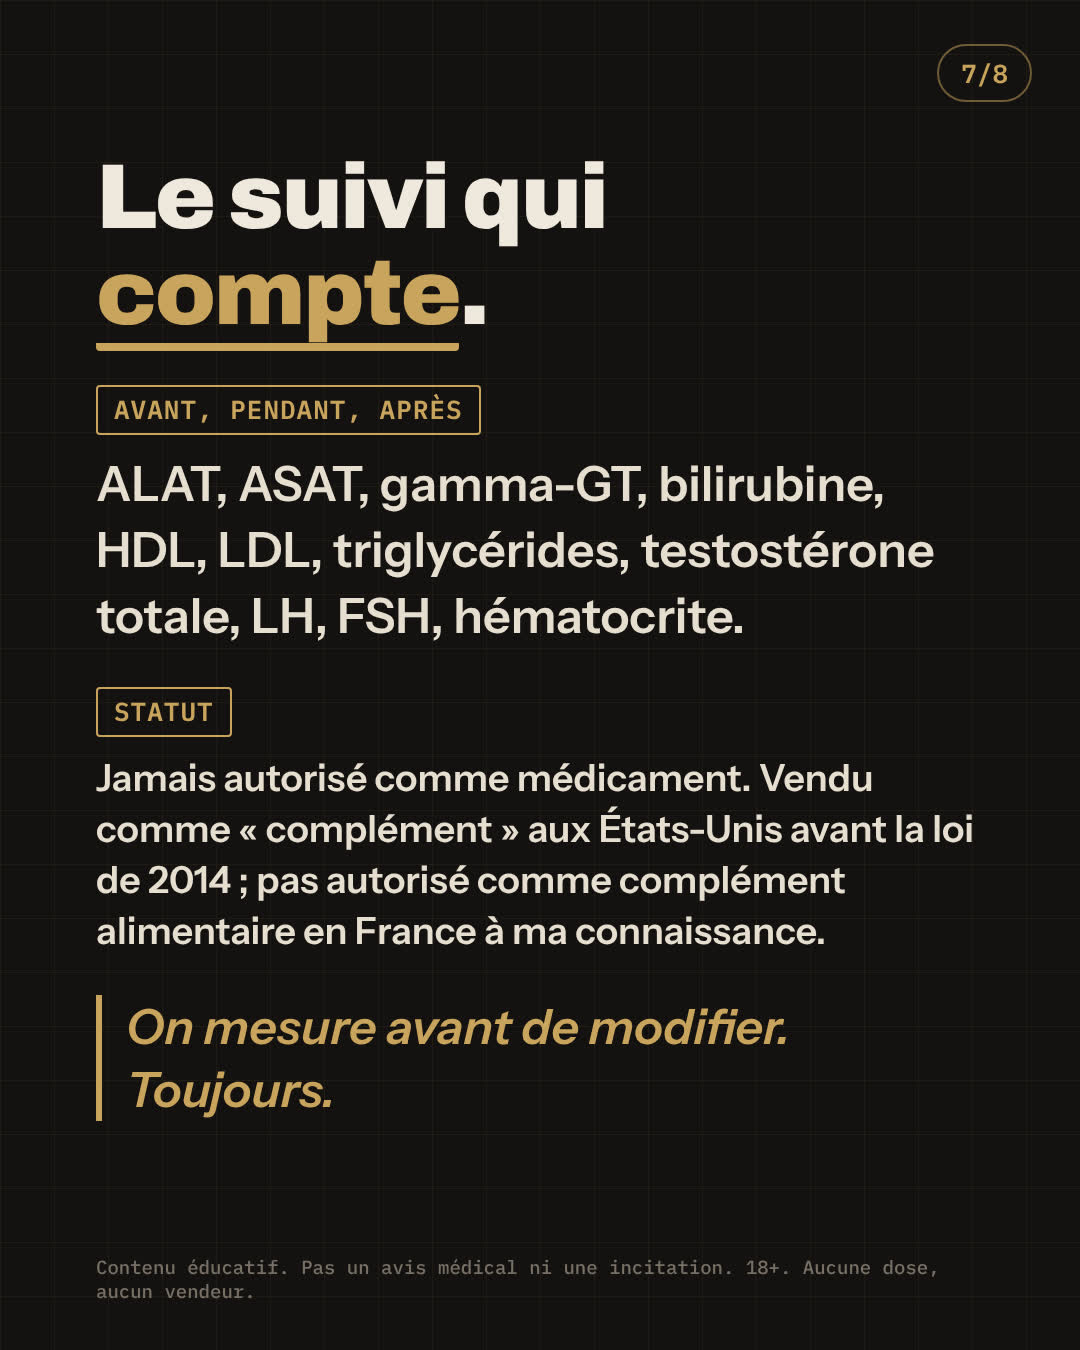 7/8
Le suivi qui
compte.
AVANT, PENDANT, APRÈS
ALAT, ASAT, gamma-GT, bilirubine,
HDL, LDL, triglycérides, testostérone
totale, LH, FSH, hématocrite.
STATUT
Jamais autorisé comme médicament. Vendu
comme « complément » aux États-Unis avant la loi
de 2014 ; pas autorisé comme complément
alimentaire en France à ma connaissance.
On mesure avant de modifier.
Toujours.
Contenu éducatif. Pas un avis médical ni une incitation. 18+. Aucune dose,
aucun vendeur.